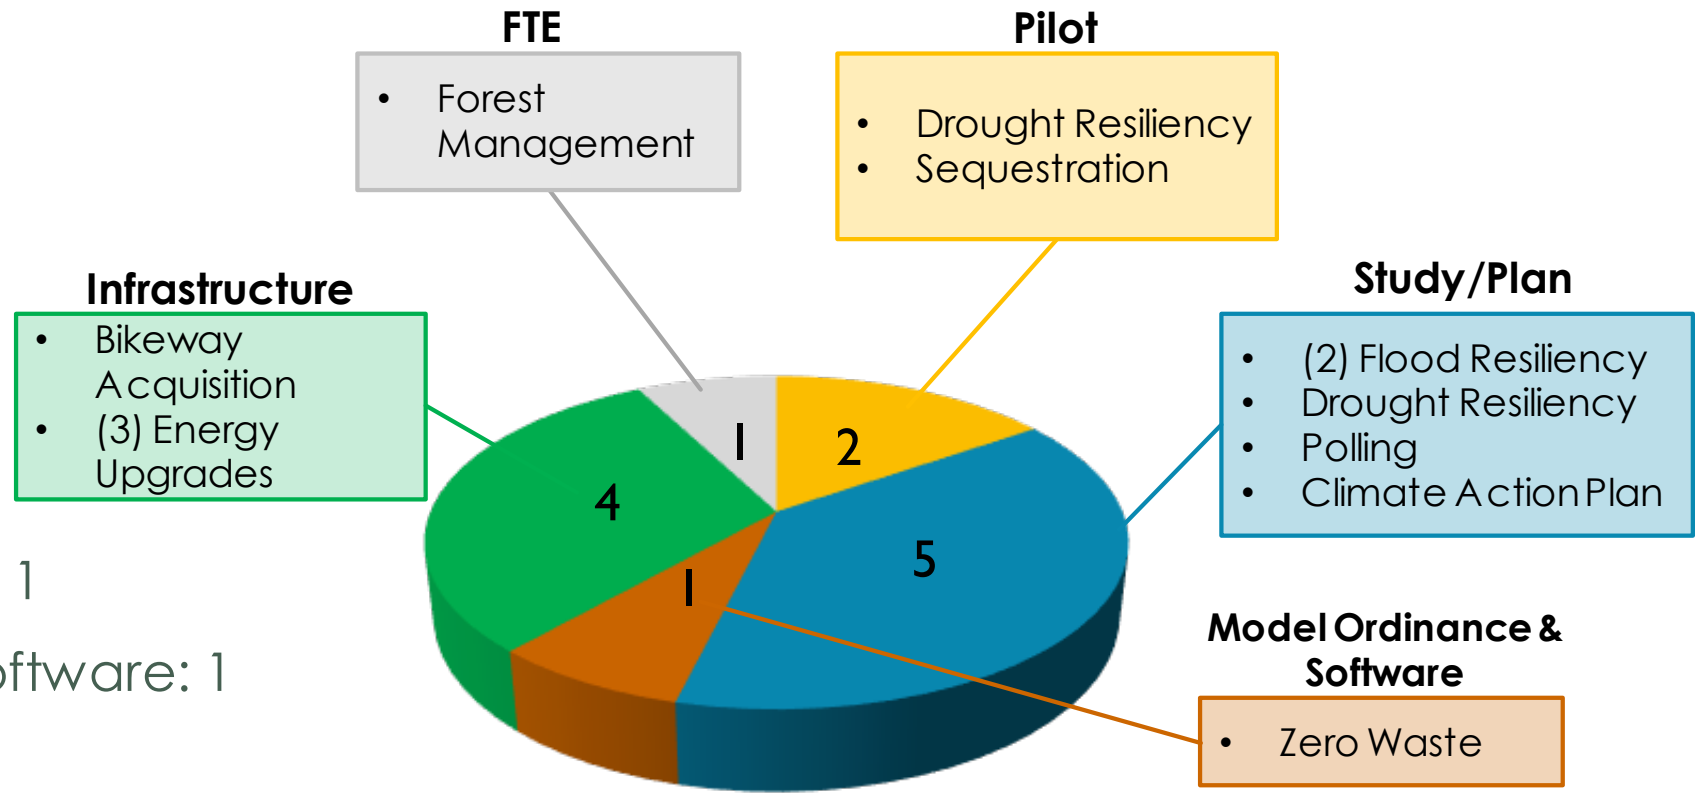 FTE
• Forest
Management
Pilot
• Drought Resiliency
• Sequestration
Infrastructure
• Bikeway
Acquisition
• (3) Energy
Upgrades
Study/Plan
• (2) Flood Resiliency
• Drought Resiliency
• Polling
• Climate Action Plan
1
2
4
5
1
1
oftware: 1
Model Ordinance &
Software
• Zero Waste